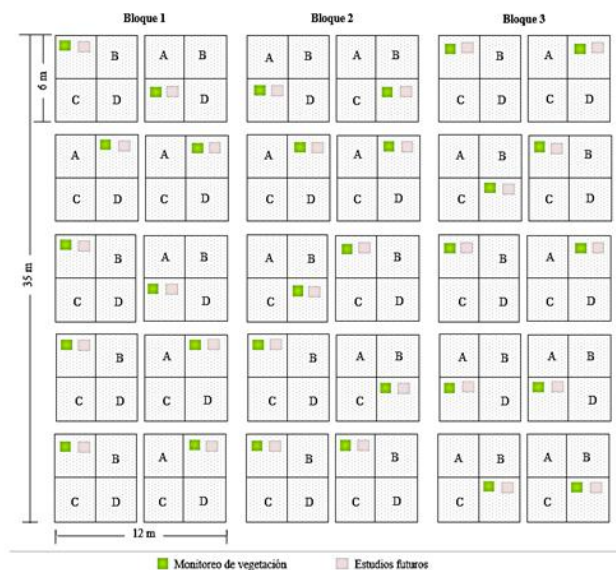 Bloque 1 Bloque 2 Bloque 3
B A B A B A B B A
6 m
C D D D C C D C D
A A A A A B B
C D C D C D C D C C D
B A B A B B B A
35 m
C D D C C D C D C D
B A B A B A B A B
C D C D C D C D D
B A B B A B A B
C D C D C D C D C C
12 m
Monitoreo de vegetación Estudios futuros